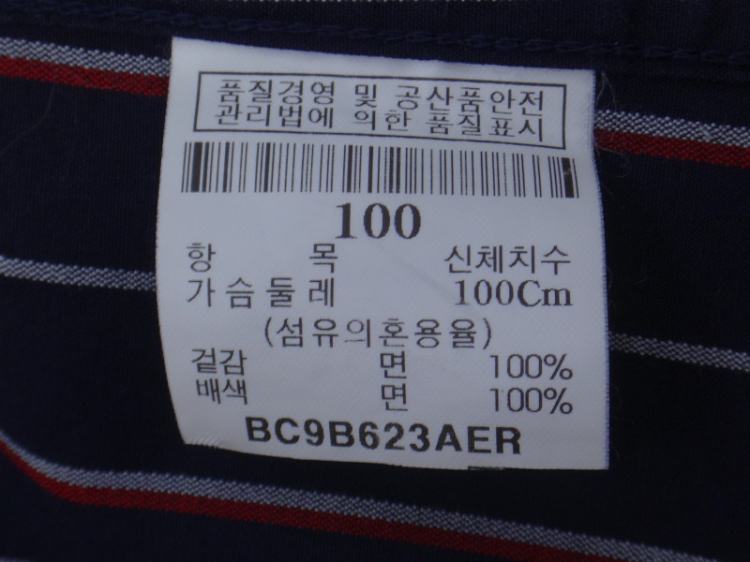 품질경영 및 공산품안전
관리법에 의한 품질표시
100
항 목 신체치수
가슴둘레 100Cm
(섬유의혼용율)
겉감 면 100%
배색 면 100%
BC9B623AER